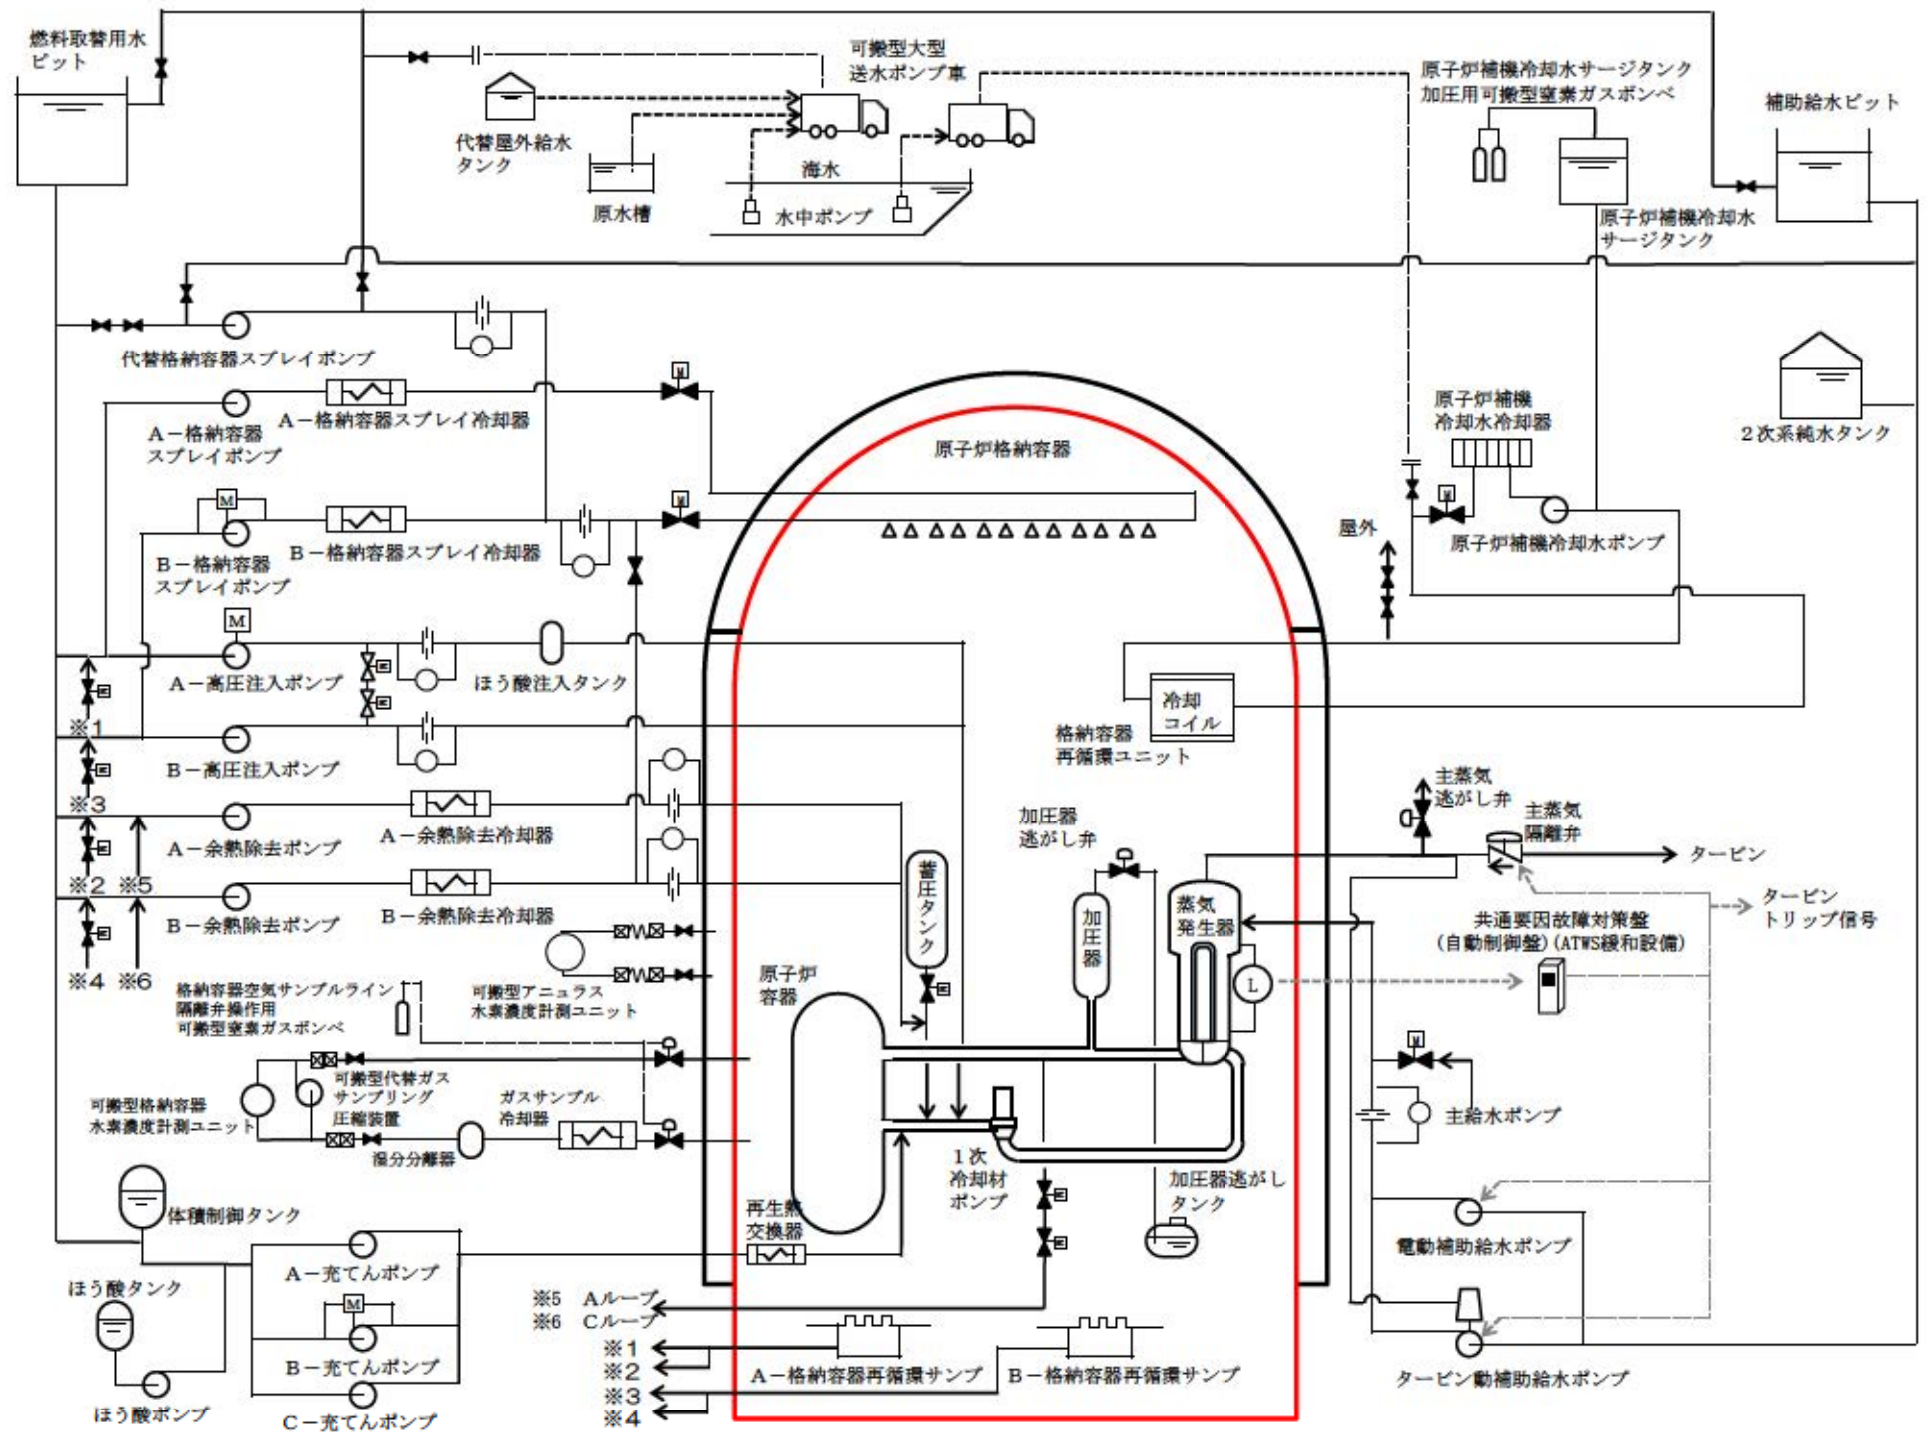 燃料取替用水
ピット
可搬型大型
送水ポンプ車
代替屋外給水
タンク
原水槽
海水
水中ポンプ
原子炉補機冷却水サージタンク
加圧用可搬型窒素ガスボンベ
補助給水ピット
原子炉補機冷却水
サージタンク
代替格納容器スプレイポンプ
M
A-格納容器スプレイ冷却器
A-格納容器
スプレイポンプ
M
M
B-格納容器スプレイ冷却器
B-格納容器
スプレイポンプ
原子炉格納容器
原子炉補機
冷却水冷却器
2次系純水タンク
M
屋外
原子炉補機冷却水ポンプ
M
A-高圧注入ポンプ
ほう酸注入タンク
M
M
M
※1
B-高圧注入ポンプ
M
※3
冷却
コイル
格納容器
再循環ユニット
A-余熱除去冷却器
A-余熱除去ポンプ
M
※2
※5
B-余熱除去冷却器
B-余熱除去ポンプ
M
※4
※6
蓄圧タンク
M
加圧器
逃がし弁
加圧器
蒸気
発生器
L
主蒸気
逃がし弁
主蒸気
隔離弁
タービン
タービン
トリップ信号
共通要因故障対策盤
(自動制御盤)(ATWS緩和設備)
格納容器空気サンプルライン
隔離弁操作用
可搬型窒素ガスボンベ
可搬型アニュラス
水素濃度計測ユニット
原子炉
容器
可搬型代替ガス
サンプリング
圧縮装置
可搬型格納容器
水素濃度計測ユニット
ガスサンプル
冷却器
湿分分離器
M
主給水ポンプ
1次
冷却材
ポンプ
M
M
加圧器逃がし
タンク
体積制御タンク
再生熱
交換器
電動補助給水ポンプ
A-充てんポンプ
ほう酸タンク
M
B-充てんポンプ
ほう酸ポンプ
C-充てんポンプ
※5 Aループ
※6 Cループ
※1
※2
※3
※4
A-格納容器再循環サンプ
B-格納容器再循環サンプ
タービン動補助給水ポンプ